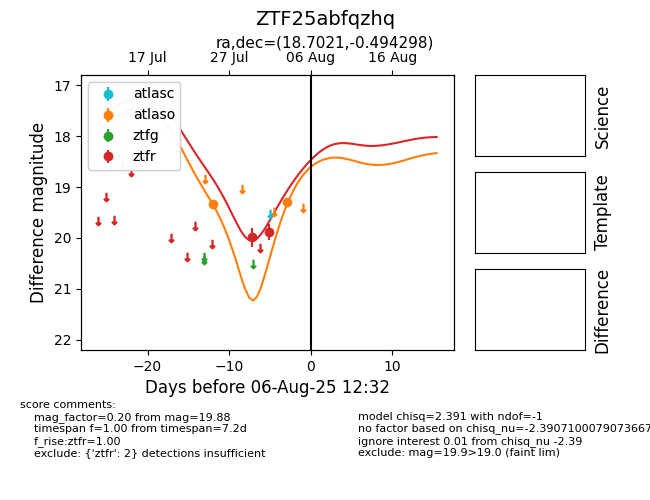 ZTF25abfqzhq
ra,dec=(18.7021,-0.494298)
17 Jul 27 Jul 06 Aug 16 Aug
17
18
19
20
21
22
Difference magnitude
atlasc
atlaso
ztfg
ztfr
−20 −10 0 10
Days before 06-Aug-25 12:32
Science
Template
Difference
score comments:
mag_factor=0.20 from mag=19.88
timespan f=1.00 from timespan=7.2d
f_rise:ztfr=1.00
exclude: {'ztfr': 2} detections insufficient
model chisq=2.391 with ndof=-1
no factor based on chisq_nu=-2.3907100079073667
ignore interest 0.01 from chisq_nu -2.39
exclude: mag=19.9>19.0 (faint lim)